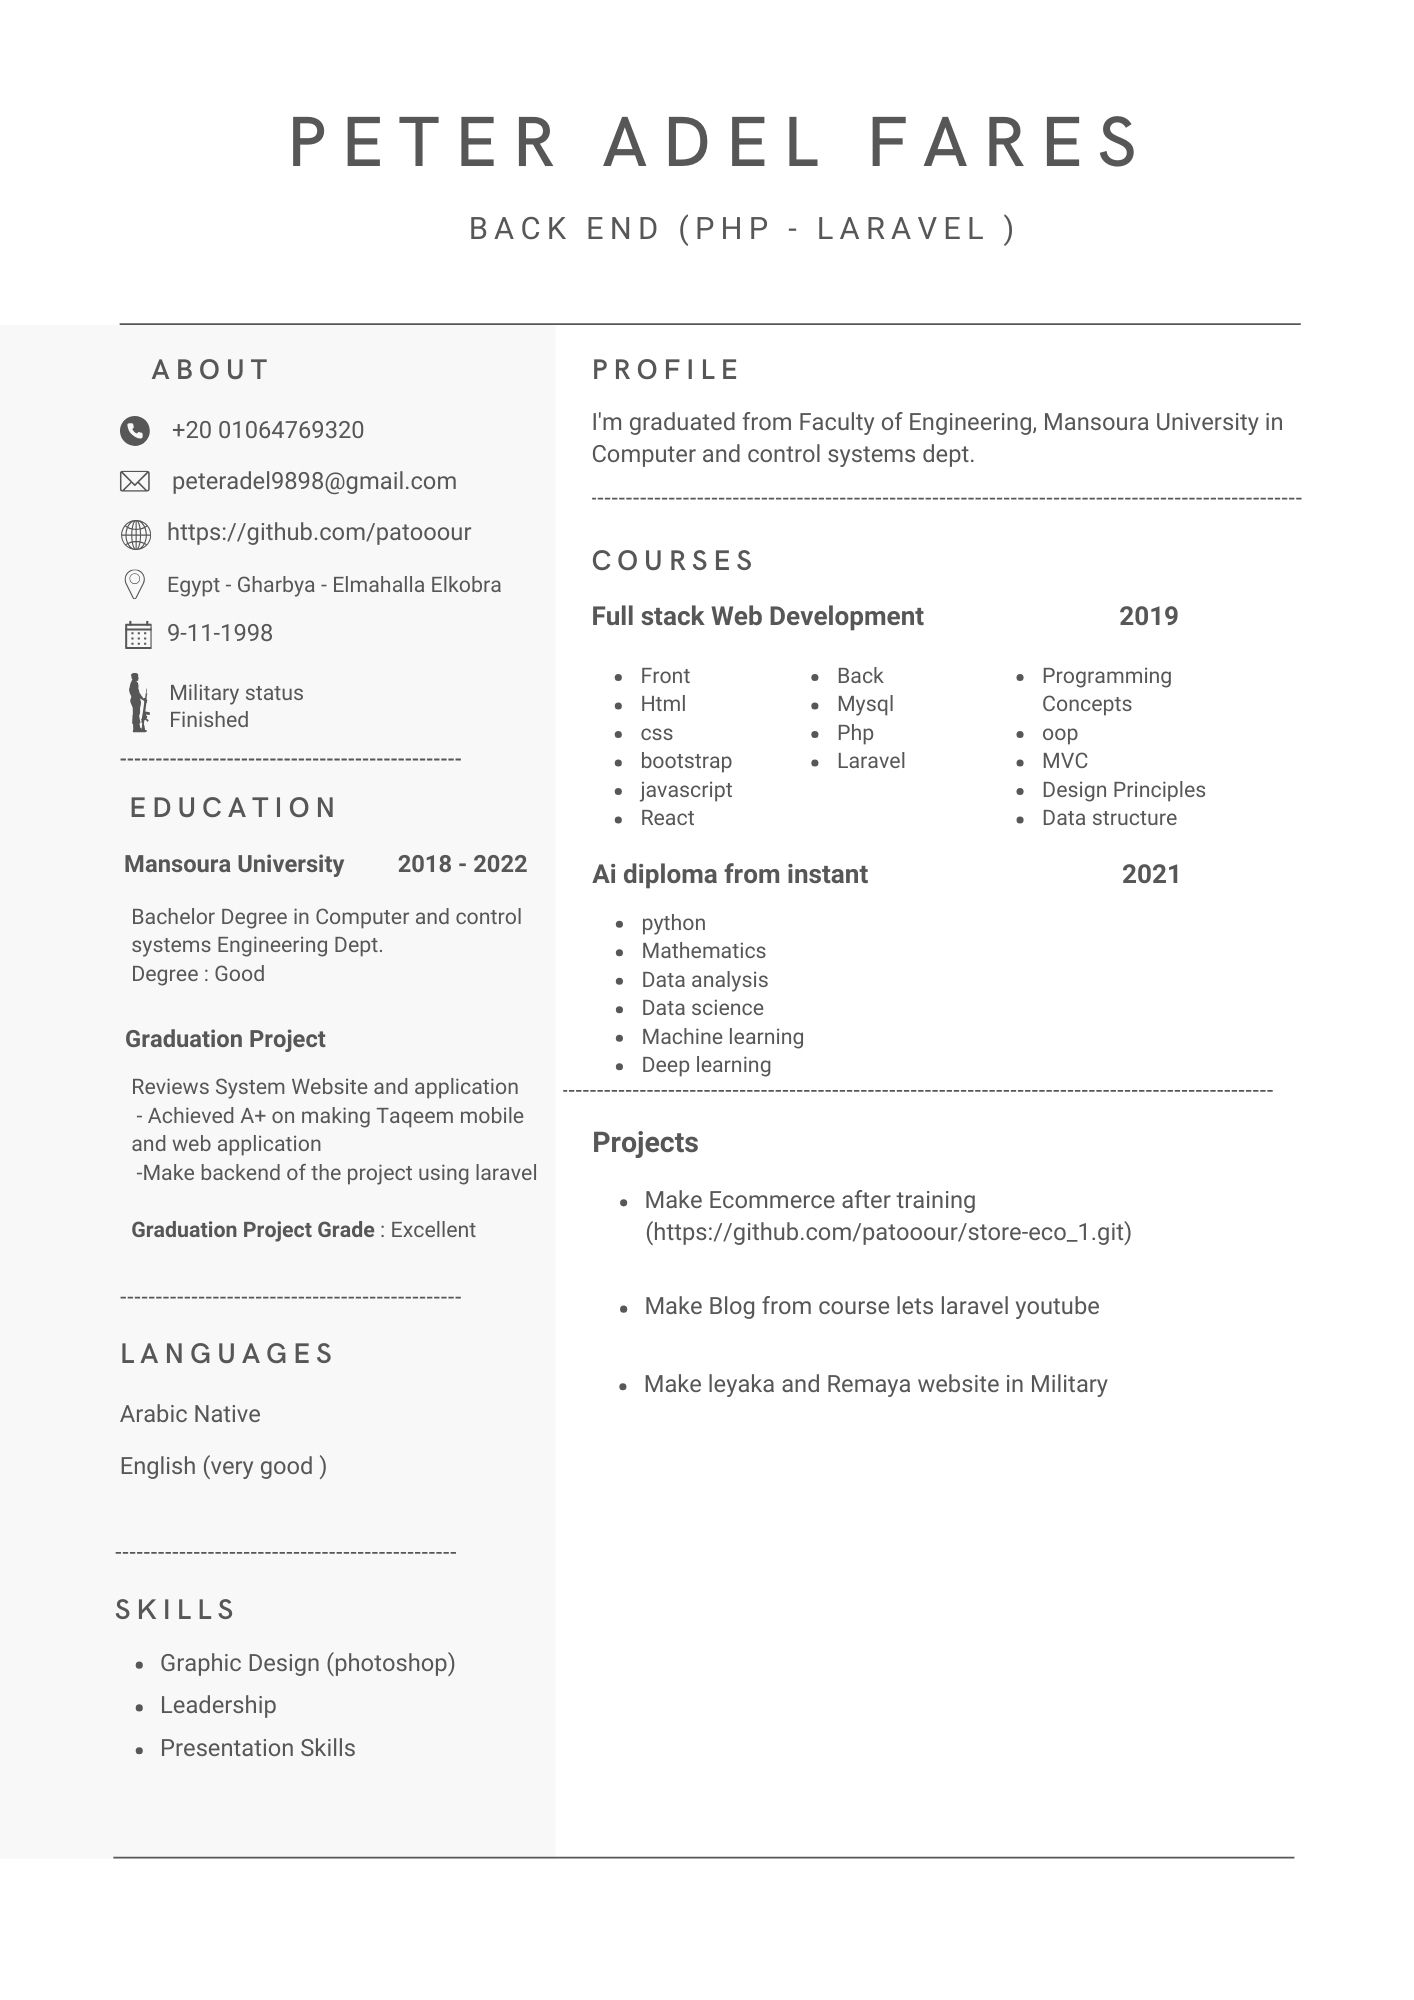 PETER ADEL FARES
BACK END (PHP - LARAVEL )
ABOUT
+20 01064769320
peteradel9898@gmail.com
https://github.com/patooour
Egypt - Gharbya - Elmahalla Elkobra
9-11-1998
Military status
Finished
------------------------------------------------
EDUCATION
Mansoura University 2018 - 2022
Bachelor Degree in Computer and control
systems Engineering Dept.
Degree : Good
Graduation Project
Reviews System Website and application
- Achieved A+ on making Taqeem mobile
and web application
-Make backend of the project using laravel
Graduation Project Grade : Excellent
------------------------------------------------
LANGUAGES
Arabic Native
English (very good )
------------------------------------------------
SKILLS
• Graphic Design (photoshop)
• Leadership
• Presentation Skills
PROFILE
I'm graduated from Faculty of Engineering, Mansoura University in
Computer and control systems dept.
----------------------------------------------------------------------------------------------------
COURSES
Full stack Web Development 2019
• Front
• Html
• css
• bootstrap
• javascript
• React
• Back
• Mysql
• Php
• Laravel
• Programming
Concepts
• oop
• MVC
• Design Principles
• Data structure
Ai diploma from instant 2021
• python
• Mathematics
• Data analysis
• Data science
• Machine learning
• Deep learning
----------------------------------------------------------------------------------------------------
Projects
• Make Ecommerce after training
(https://github.com/patooour/store-eco_1.git)
• Make Blog from course lets laravel youtube
• Make leyaka and Remaya website in Military